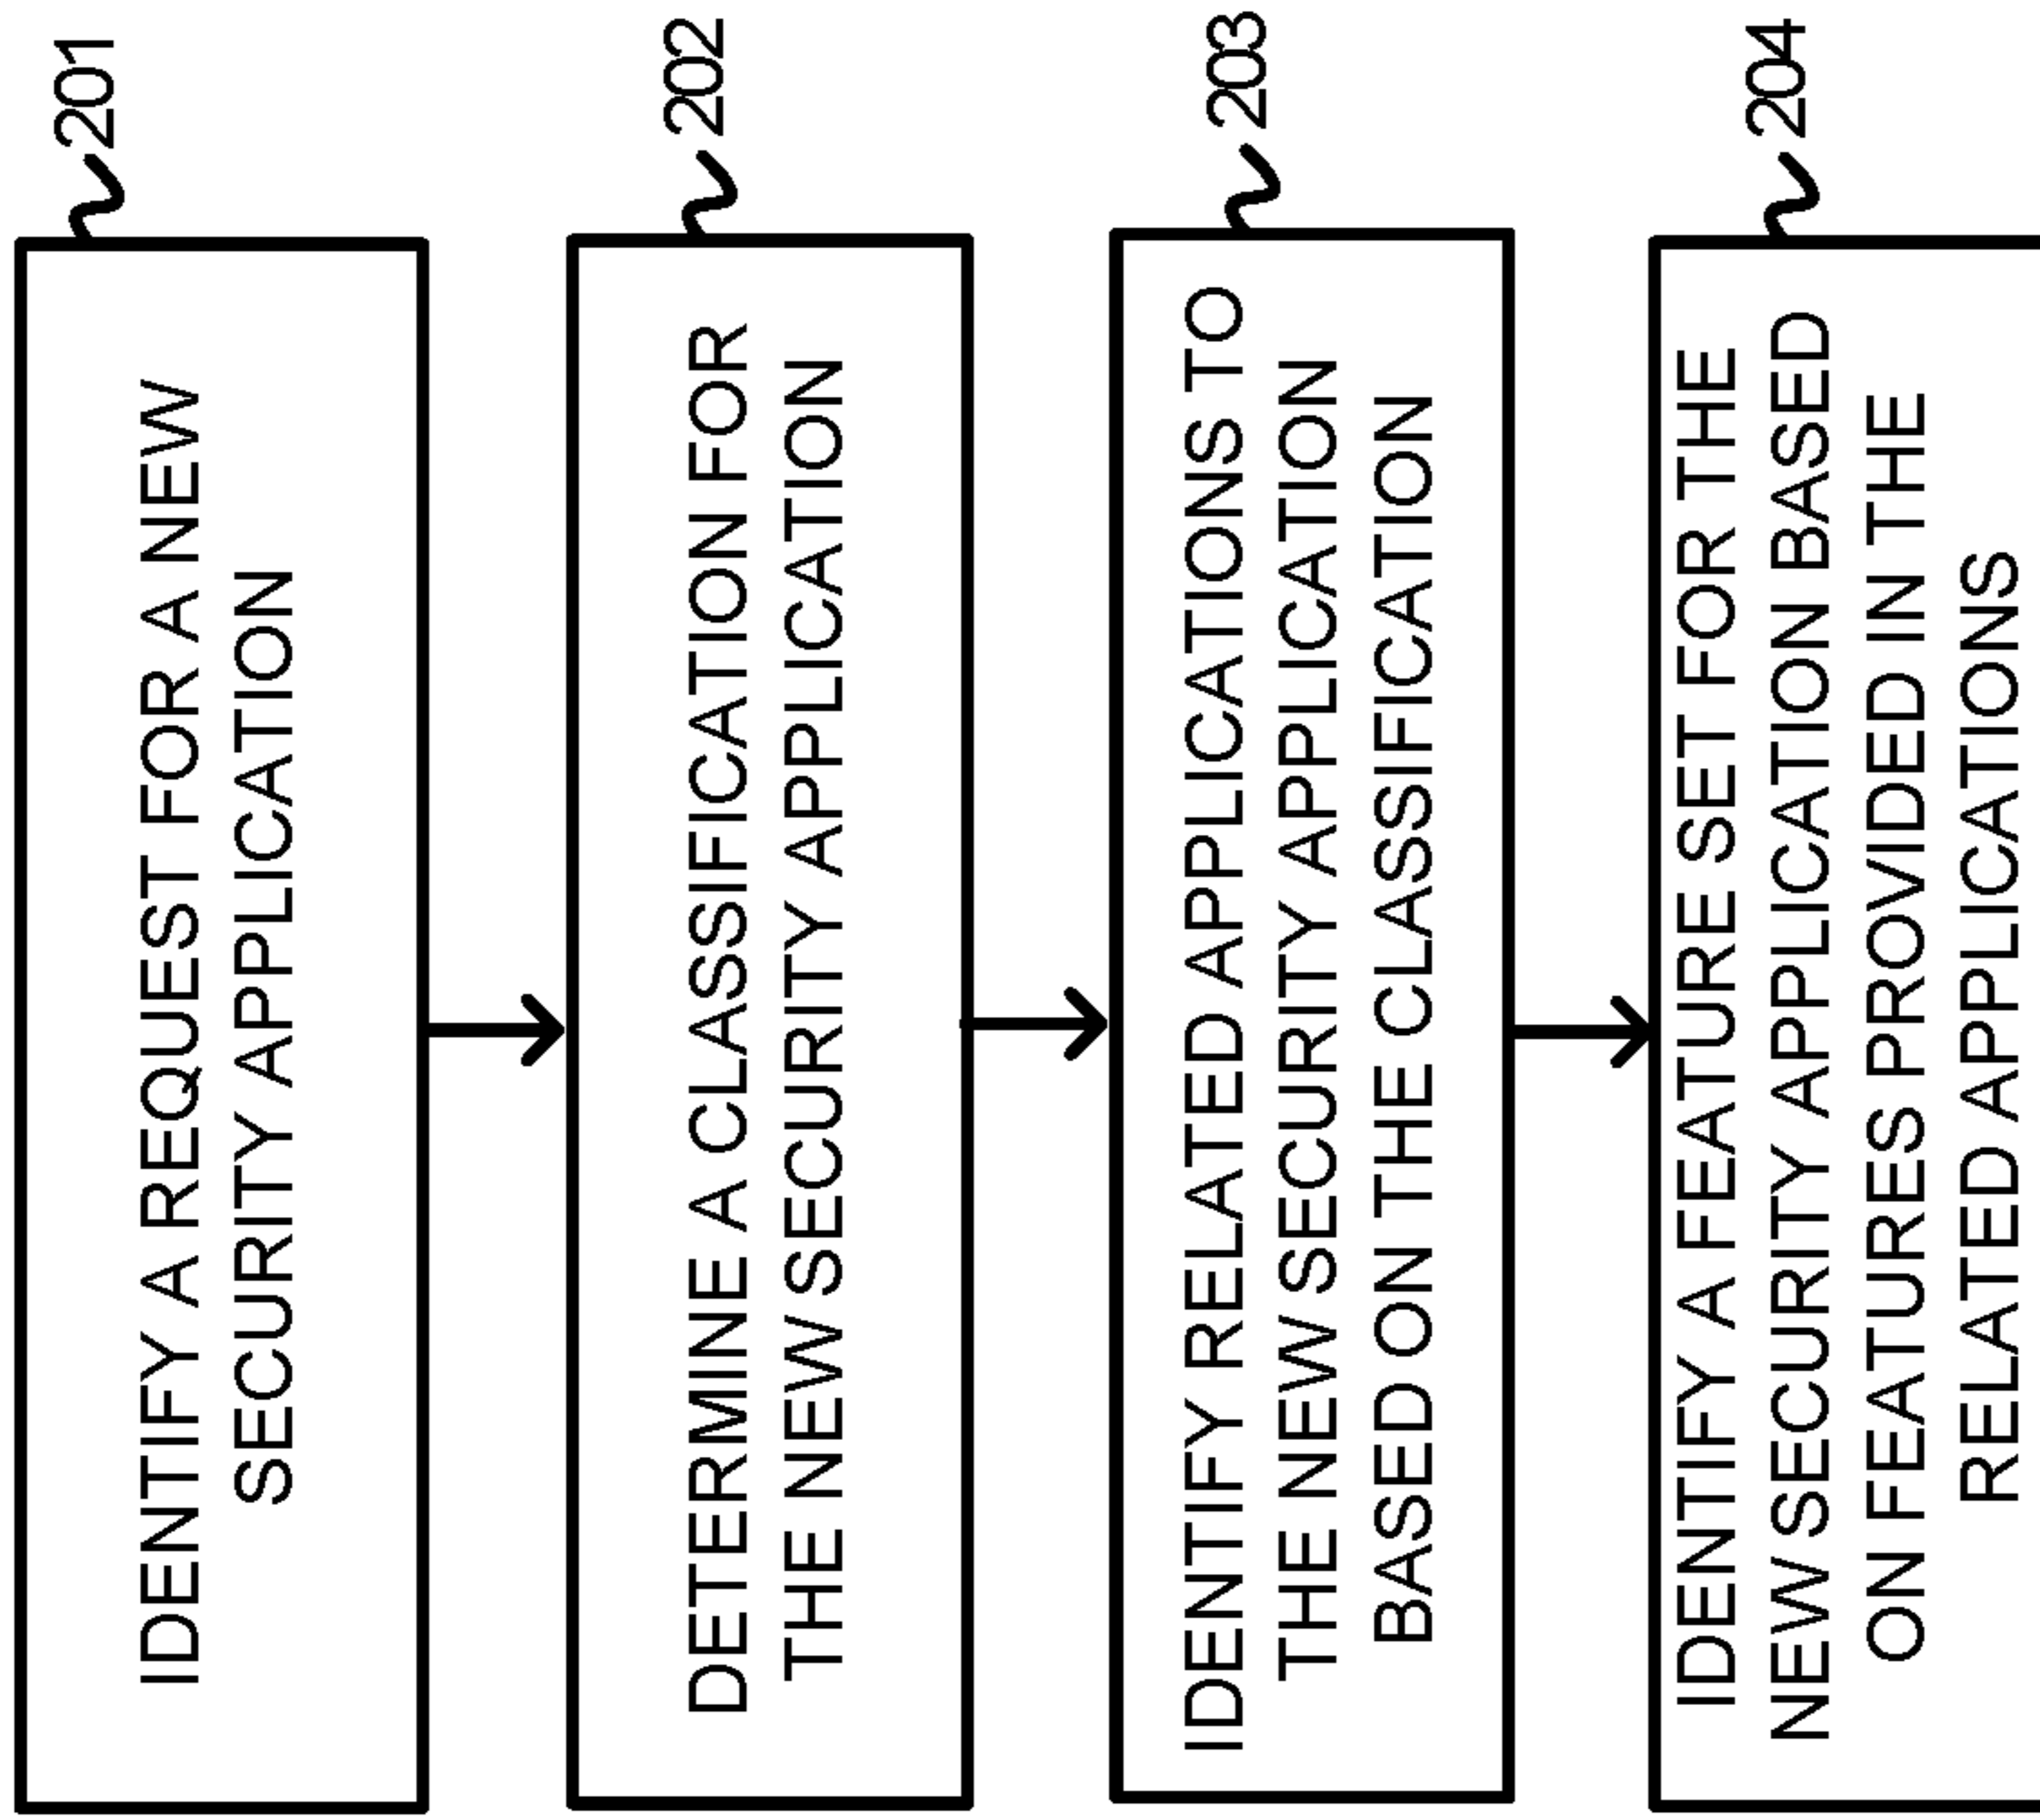 201
IDENTIFY A REQUEST FOR A NEW
SECURITY APPLICATION
202
DETERMINE A CLASSIFICATION FOR
THE NEW SECURITY APPLICATION
203
IDENTIFY RELATED APPLICATIONS TO
THE NEW SECURITY APPLICATION
BASED ON THE CLASSIFICATION
204
IDENTIFY A FEATURE SET FOR THE
NEW SECURITY APPLICATION BASED
ON FEATURES PROVIDED IN THE
RELATED APPLICATIONS